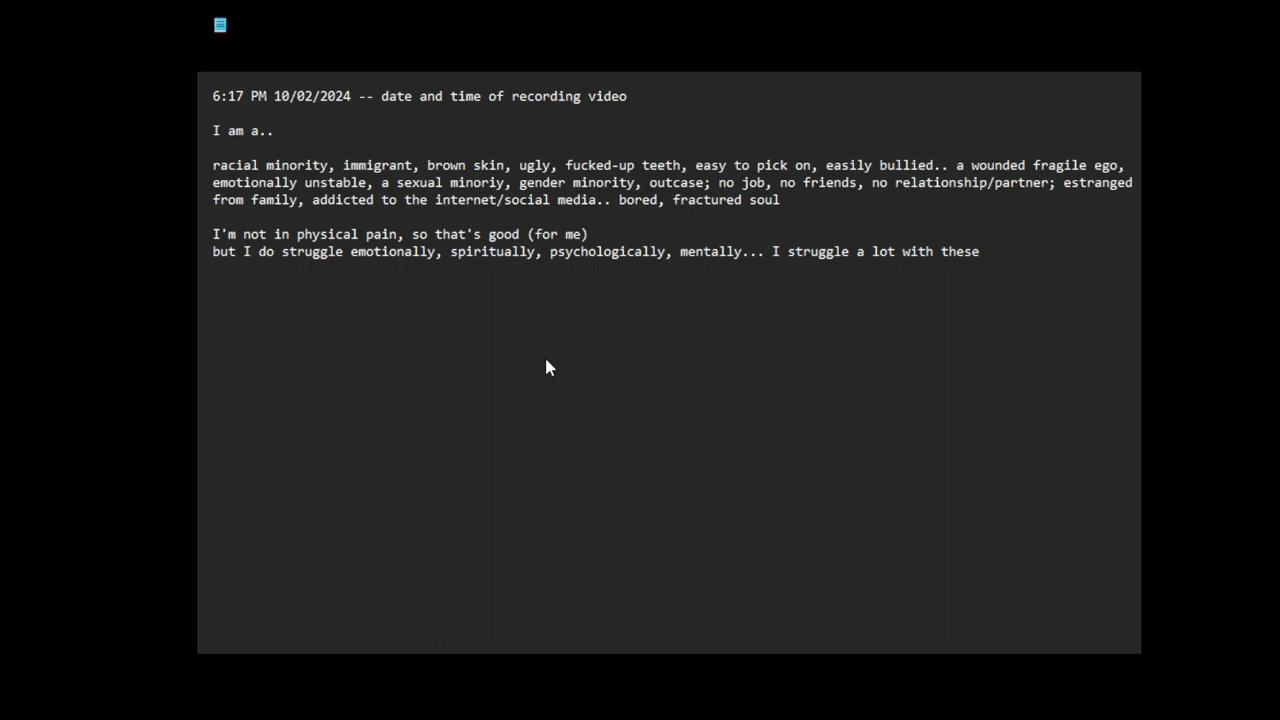 6:17 PM 10/02/2024 -- date and time of recording video
I am a..
racial minority, immigrant, brown skin, ugly, fucked-up teeth, easy to pick on, easily bullied.. a wounded fragile ego,
emotionally unstable, a sexual minoriy, gender minority, outcase; no job, no friends, no relationship/partner; estranged
from family, addicted to the internet/social media.. bored, fractured soul
I'm not in physical pain, so that's good (for me)
but I do struggle emotionally, spiritually, psychologically, mentally... I struggle a lot with these